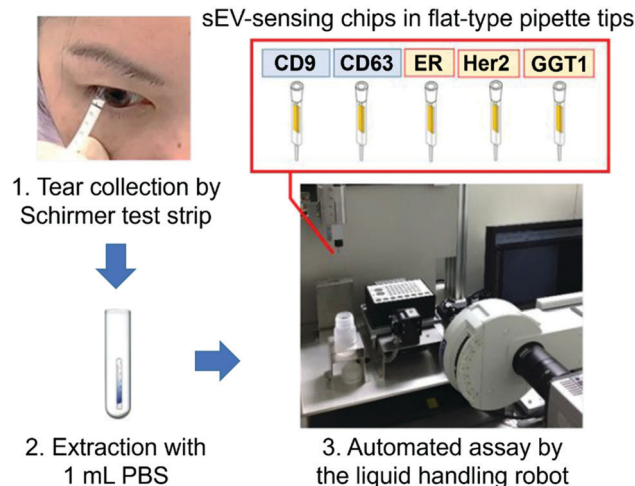 sEV-sensing chips in flat-type pipette tips
CD9 CD63 ER Her2 GGT1
1. Tear collection by
Schirmer test strip
2. Extraction with
1 mL PBS
3. Automated assay by
the liquid handling robot